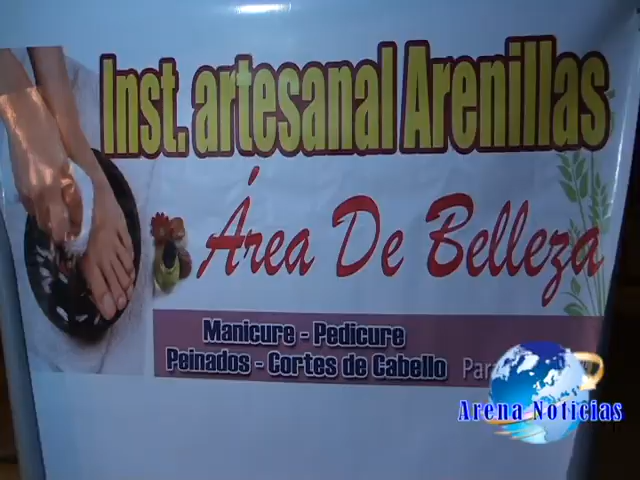 Inst. artesanal Arenillas
Área De Belleza
Manicure - Pedicure
Peinados - Cortes de Cabello
Arena Noticias